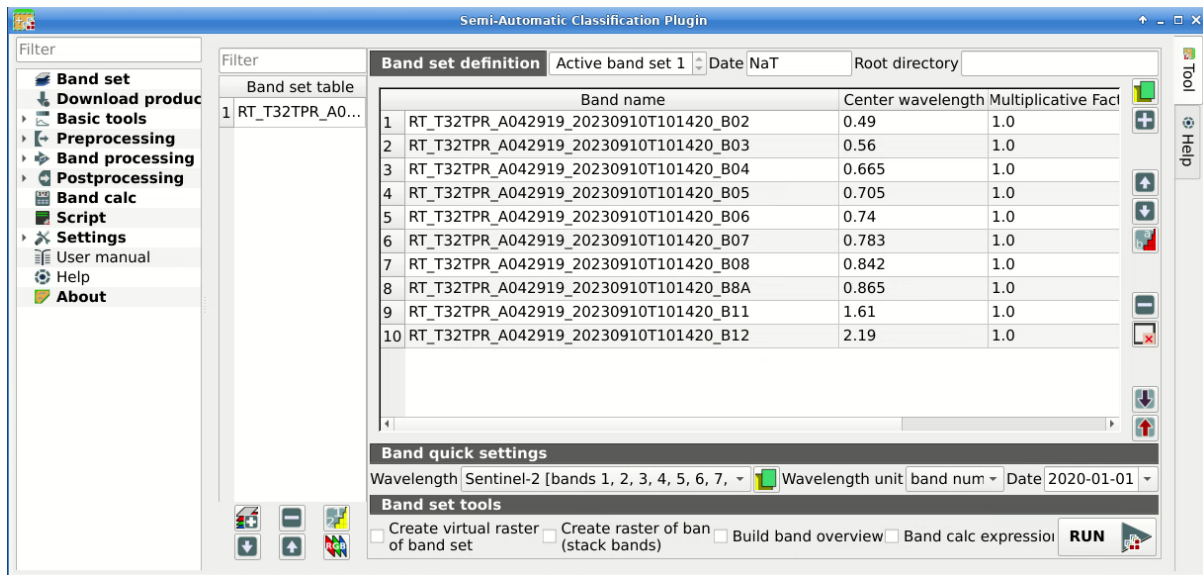 Semi-Automatic Classification Plugin
Filter
Band set
Download produc
Basic tools
Preprocessing
Band processing
Postprocessing
Band calc
Script
Settings
User manual
Help
About
Filter
Band set table
1 RT_T32TPR_A0...
Band set definition Active band set 1 Date NaT Root directory
Band name Center wavelength Multiplicative Fact
1 RT_T32TPR_A042919_20230910T101420_B02 0.49 1.0
2 RT_T32TPR_A042919_20230910T101420_B03 0.56 1.0
3 RT_T32TPR_A042919_20230910T101420_B04 0.665 1.0
4 RT_T32TPR_A042919_20230910T101420_B05 0.705 1.0
5 RT_T32TPR_A042919_20230910T101420_B06 0.74 1.0
6 RT_T32TPR_A042919_20230910T101420_B07 0.783 1.0
7 RT_T32TPR_A042919_20230910T101420_B08 0.842 1.0
8 RT_T32TPR_A042919_20230910T101420_B8A 0.865 1.0
9 RT_T32TPR_A042919_20230910T101420_B11 1.61 1.0
10 RT_T32TPR_A042919_20230910T101420_B12 2.19 1.0
Band quick settings
Wavelength Sentinel-2 [bands 1, 2, 3, 4, 5, 6, 7, Wavelength unit band num Date 2020-01-01
Band set tools
Create virtual raster
of band set
Create raster of ban
(stack bands)
Build band overview
Band calc expression
RUN
RGB
Tool
Help